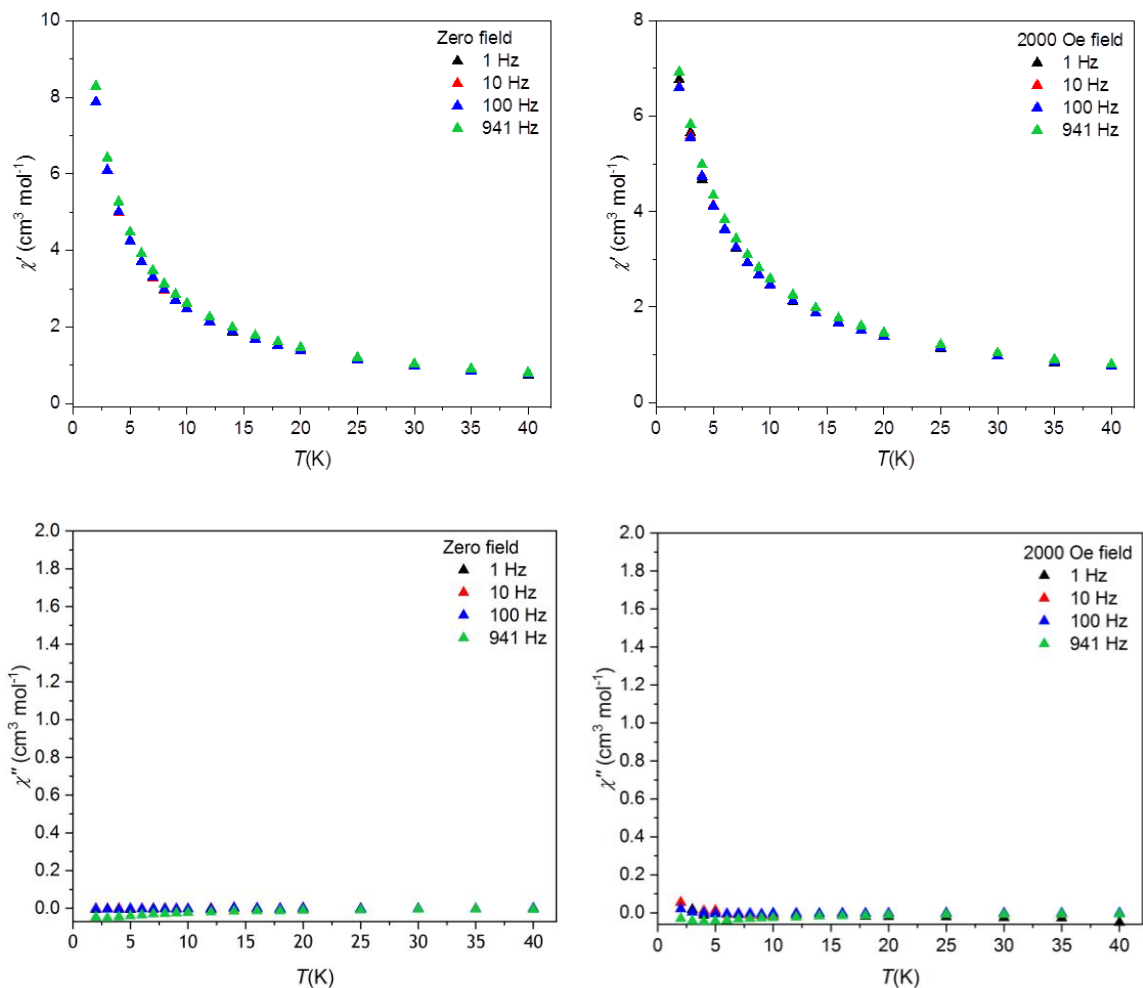 10
8
6
4
2
0
χ′ (cm³ mol⁻¹)
Zero field
1 Hz
10 Hz
100 Hz
941 Hz
0 5 10 15 20 25 30 35 40
T(K)
8
6
4
2
0
χ′ (cm³ mol⁻¹)
2000 Oe field
1 Hz
10 Hz
100 Hz
941 Hz
0 5 10 15 20 25 30 35 40
T(K)
2.0
1.8
1.6
1.4
1.2
1.0
0.8
0.6
0.4
0.2
0.0
χ″ (cm³ mol⁻¹)
Zero field
1 Hz
10 Hz
100 Hz
941 Hz
0 5 10 15 20 25 30 35 40
T(K)
2.0
1.8
1.6
1.4
1.2
1.0
0.8
0.6
0.4
0.2
0.0
χ″ (cm³ mol⁻¹)
2000 Oe field
1 Hz
10 Hz
100 Hz
941 Hz
0 5 10 15 20 25 30 35 40
T(K)